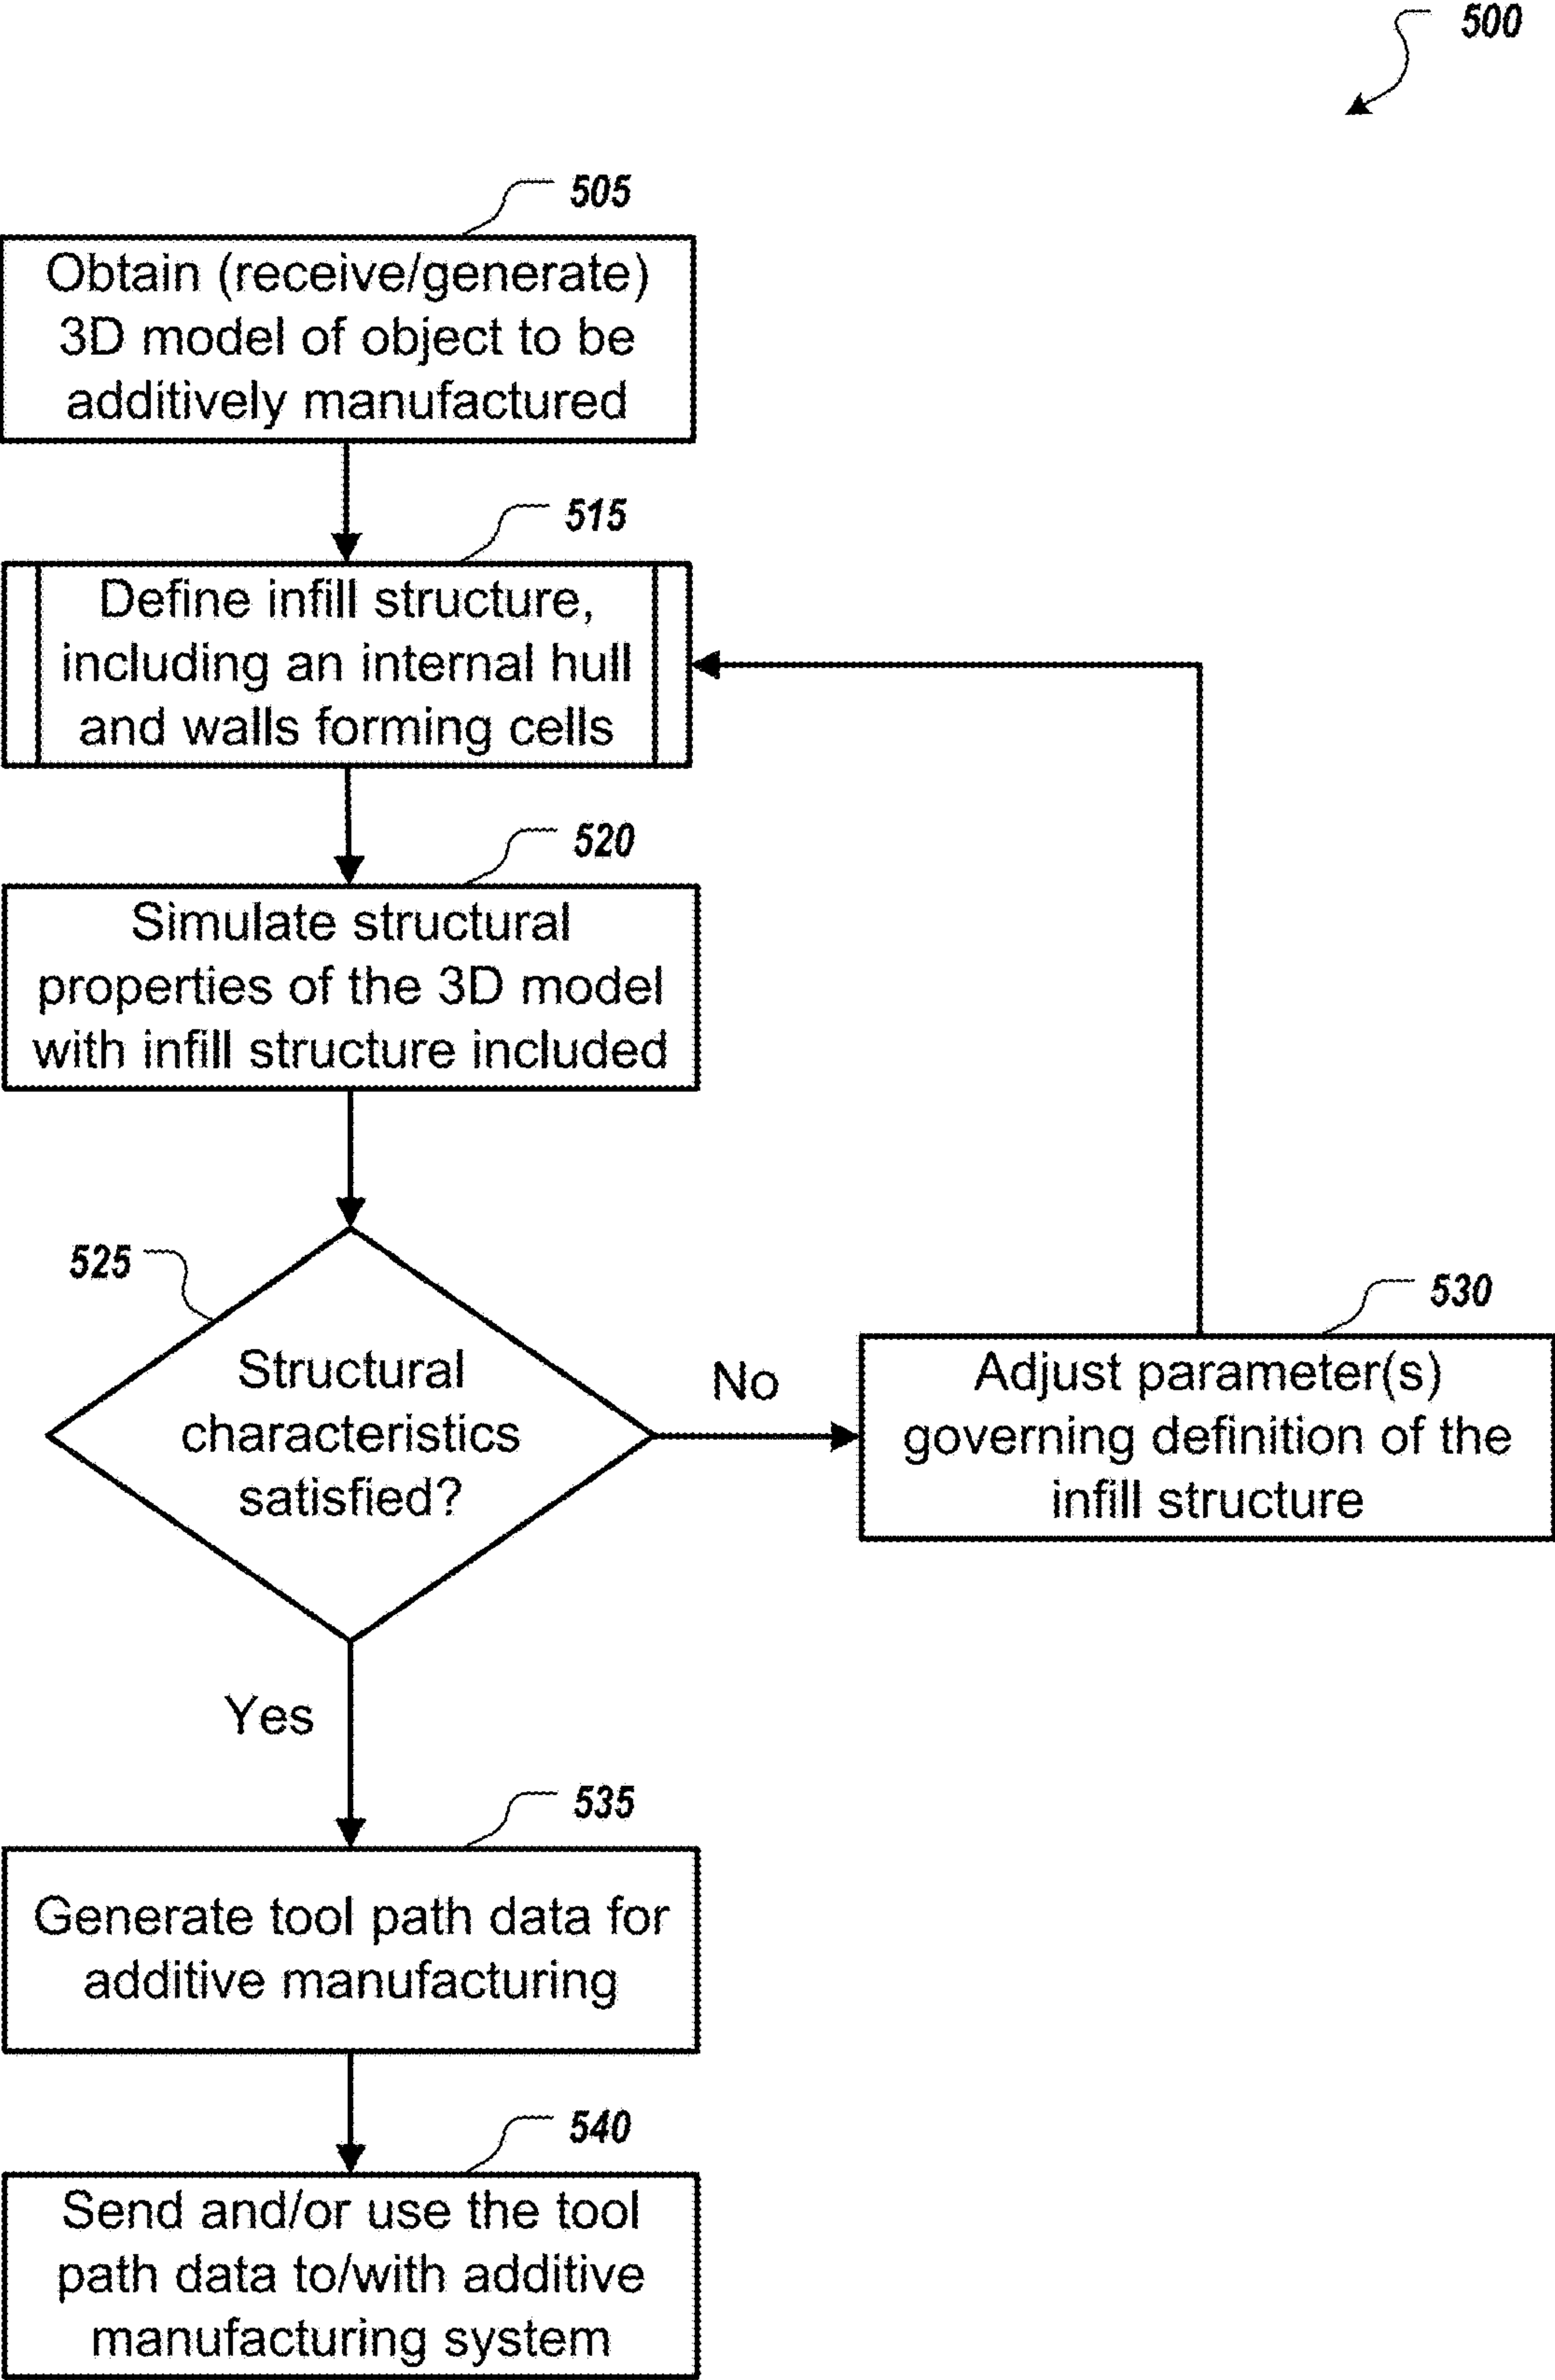 500
505
Obtain (receive/generate)
3D model of object to be
additively manufactured
515
Define infill structure,
including an internal hull
and walls forming cells
520
Simulate structural
properties of the 3D model
with infill structure included
525
Structural
characteristics
satisfied?
No
530
Adjust parameter(s)
governing definition of the
infill structure
Yes
535
Generate tool path data for
additive manufacturing
540
Send and/or use the tool
path data to/with additive
manufacturing system